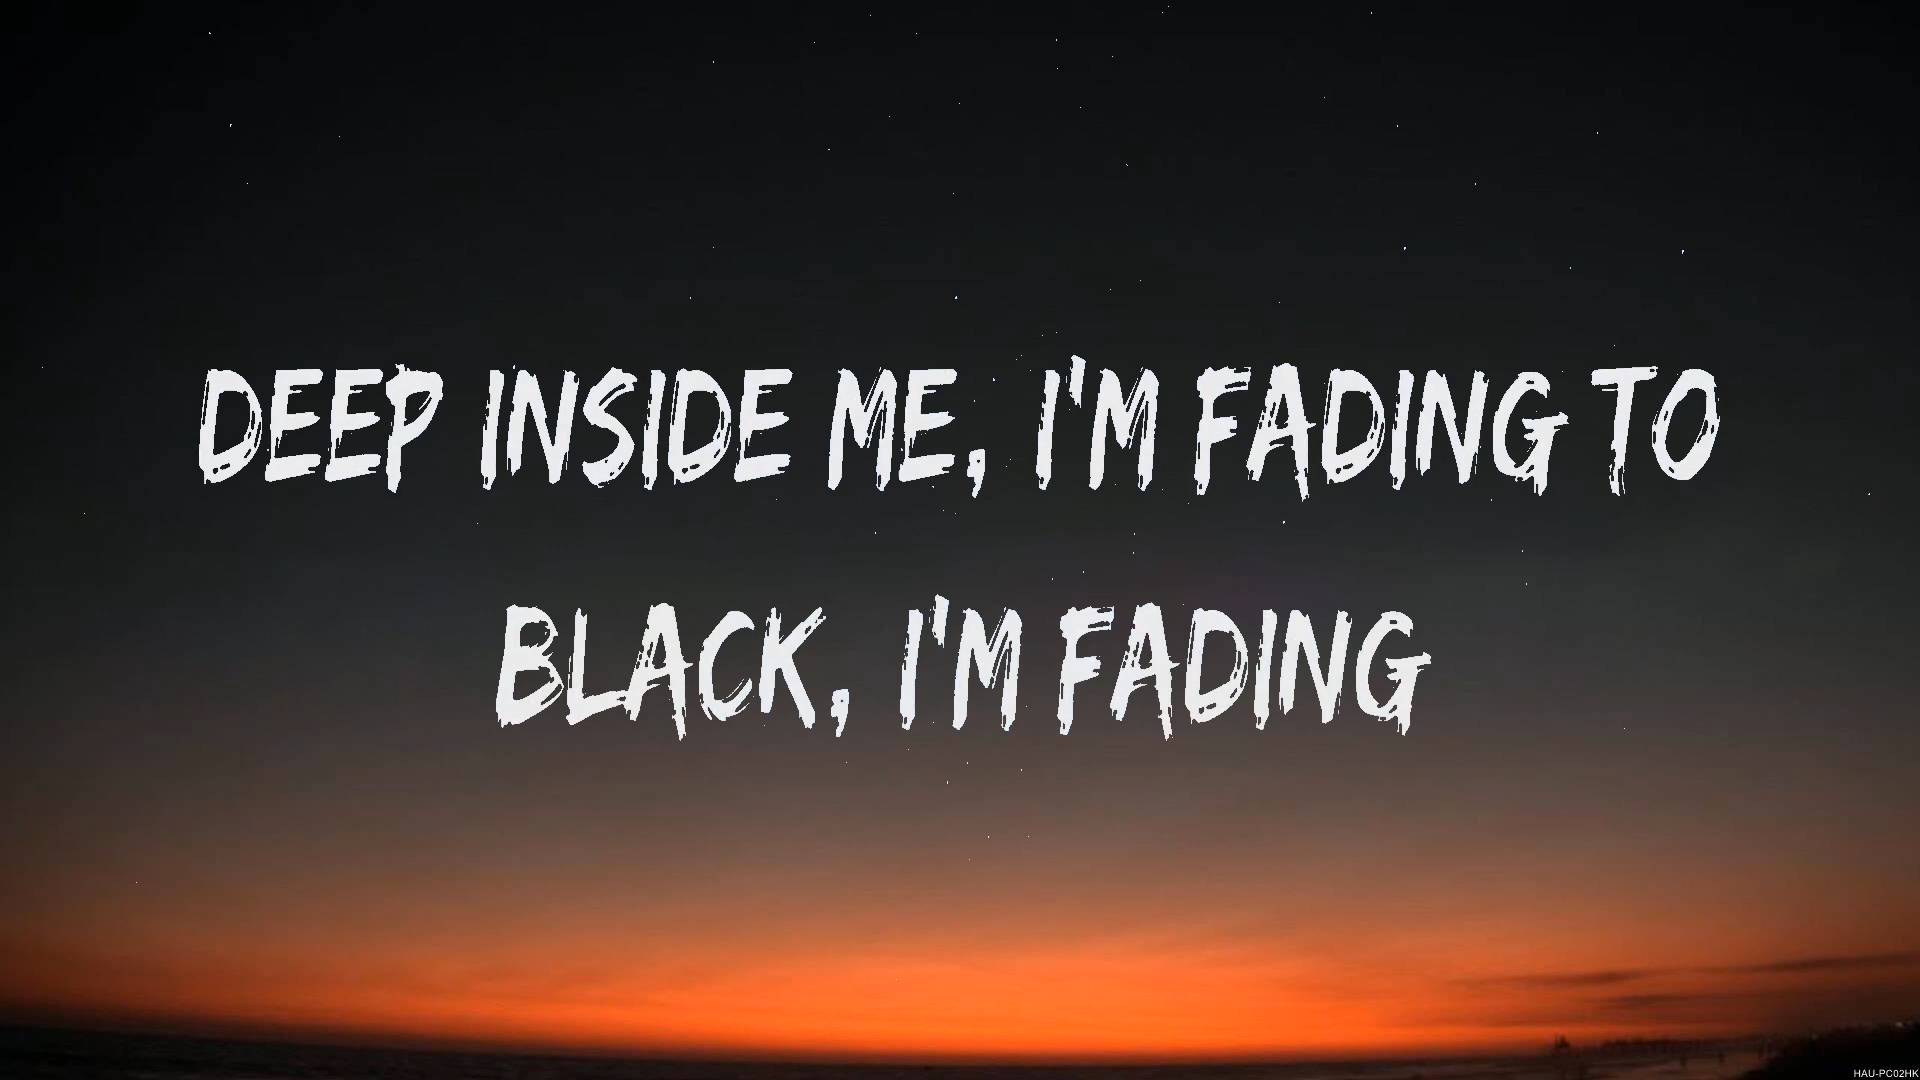 DEEP INSIDE ME, I'M FADING TO
BLACK, I'M FADING
HAU-PC02HK